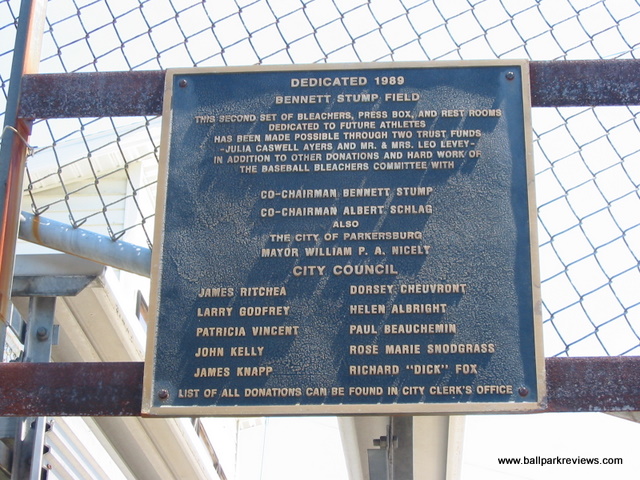 DEDICATED 1989
BENNETT STUMP FIELD
THIS SECOND SET OF BLEACHERS, PRESS BOX, AND REST ROOMS
DEDICATED TO FUTURE ATHLETES
HAS BEEN MADE POSSIBLE THROUGH TWO TRUST FUNDS
-JULIA CASWELL AYERS AND MR. & MRS. LEO LEVEY-
IN ADDITION TO OTHER DONATIONS AND HARD WORK OF
THE BASEBALL BLEACHERS COMMITTEE WITH
CO-CHAIRMAN BENNETT STUMP
CO-CHAIRMAN ALBERT SCHLAG
ALSO
THE CITY OF PARKERSBURG
MAYOR WILLIAM P. A. NICELY
CITY COUNCIL
JAMES RITCHEA DORSEY CHEUVRONT
LARRY GODFREY HELEN ALBRIGHT
PATRICIA VINCENT PAUL BEAUCHEMIN
JOHN KELLY ROSE MARIE SNODGRASS
JAMES KNAPP RICHARD "DICK" FOX
LIST OF ALL DONATIONS CAN BE FOUND IN CITY CLERK'S OFFICE
www.ballparkreviews.com